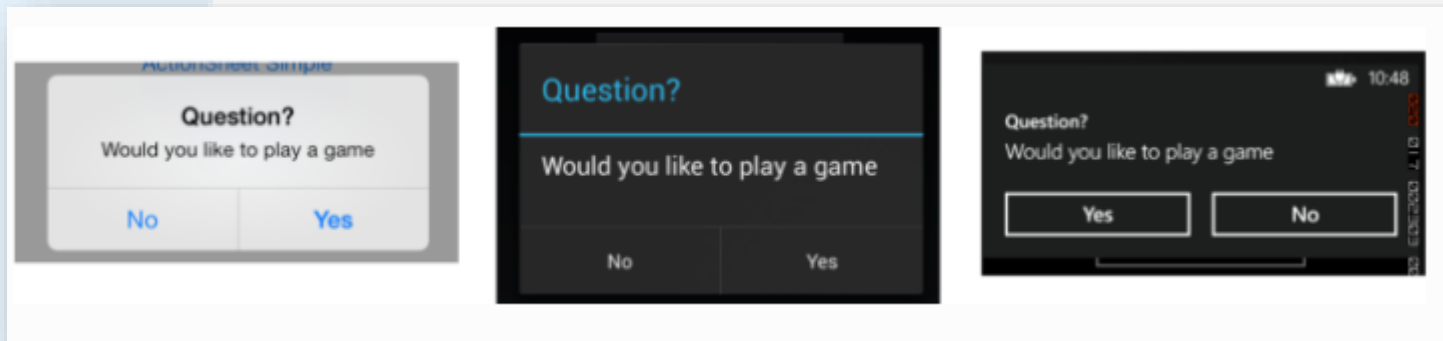 ActionSheet Simple
Question?
Would you like to play a game
No
Yes
Question?
Would you like to play a game
No
Yes
10:48
Question?
Would you like to play a game
Yes
No